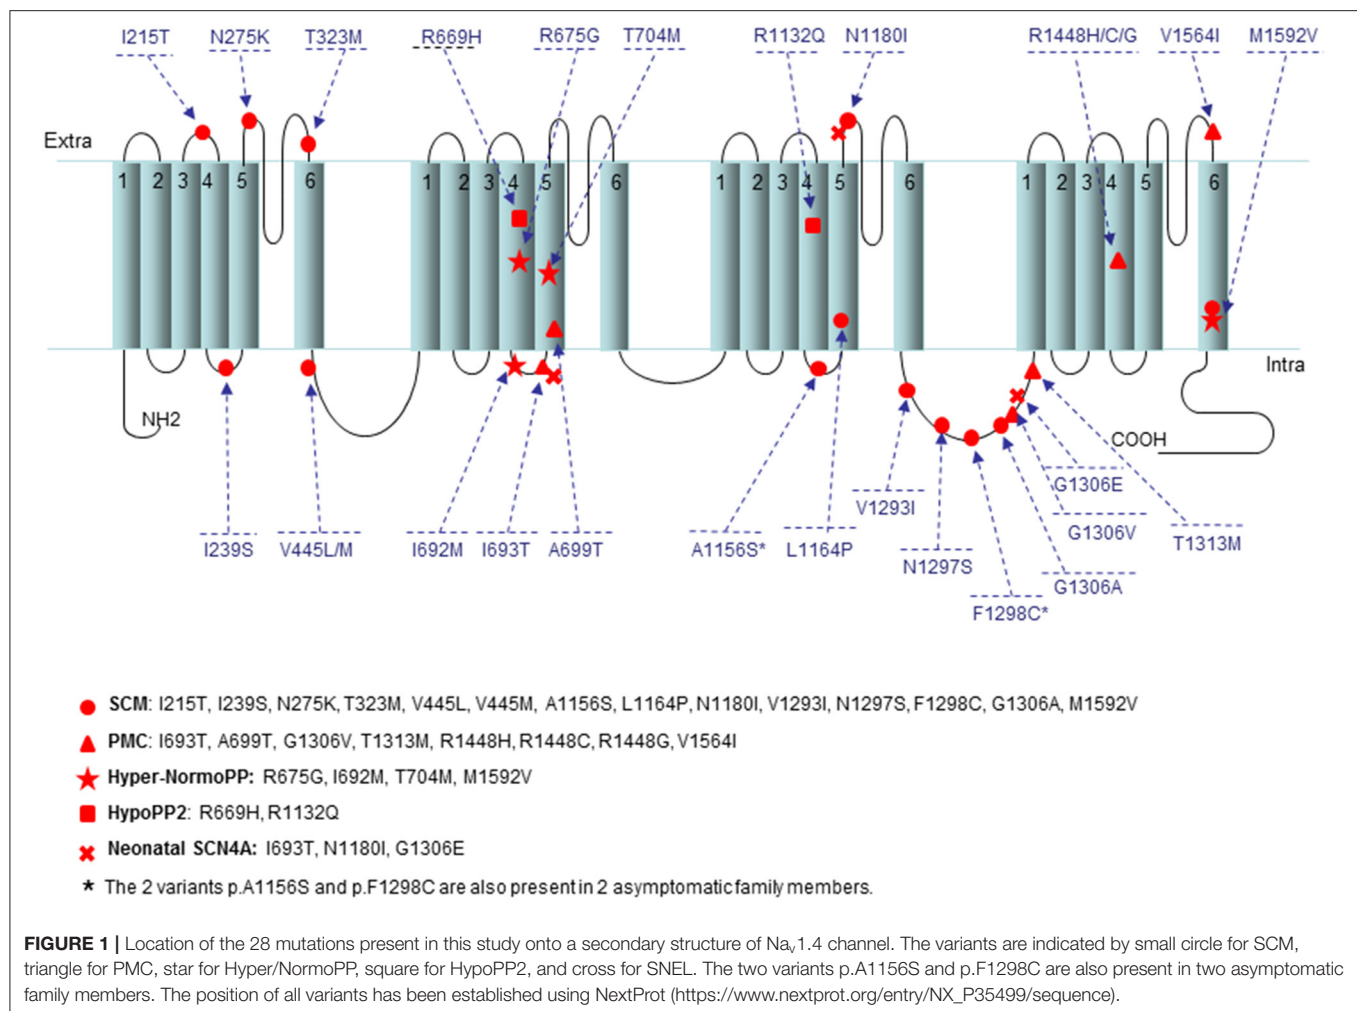 I215T N275K T323M R669H R675G T704M R1132Q N1180I R1448H/C/G V1564I M1592V
Extra
1 2 3 4 5 6 1 2 3 4 5 6 1 2 3 4 5 6 1 2 3 4 5 6
Intra
NH2
COOH
G1306E
V1293I
G1306V
I239S V445L/M I692M I693T A699T A1156S* L1164P T1313M
N1297S
G1306A
F1298C*
SCM: I215T, I239S, N275K, T323M, V445L, V445M, A1156S, L1164P, N1180I, V1293I, N1297S, F1298C, G1306A, M1592V
PMC: I693T, A699T, G1306V, T1313M, R1448H, R1448C, R1448G, V1564I
Hyper-NormoPP: R675G, I692M, T704M, M1592V
HypoPP2: R669H, R1132Q
Neonatal SCN4A: I693T, N1180I, G1306E
* The 2 variants p.A1156S and p.F1298C are also present in 2 asymptomatic family members.
FIGURE 1 | Location of the 28 mutations present in this study onto a secondary structure of Nav1.4 channel. The variants are indicated by small circle for SCM,
triangle for PMC, star for Hyper/NormoPP, square for HypoPP2, and cross for SNEL. The two variants p.A1156S and p.F1298C are also present in two asymptomatic
family members. The position of all variants has been established using NextProt (https://www.nextprot.org/entry/NX_P35499/sequence).